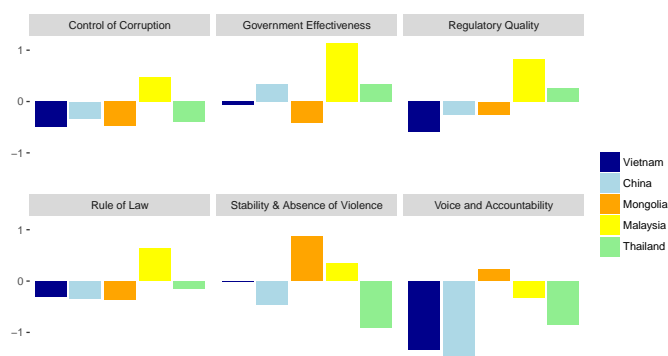 Control of Corruption
Government Effectiveness
Regulatory Quality
1
0
−1
Rule of Law
Stability & Absence of Violence
Voice and Accountability
1
0
−1
Vietnam
China
Mongolia
Malaysia
Thailand